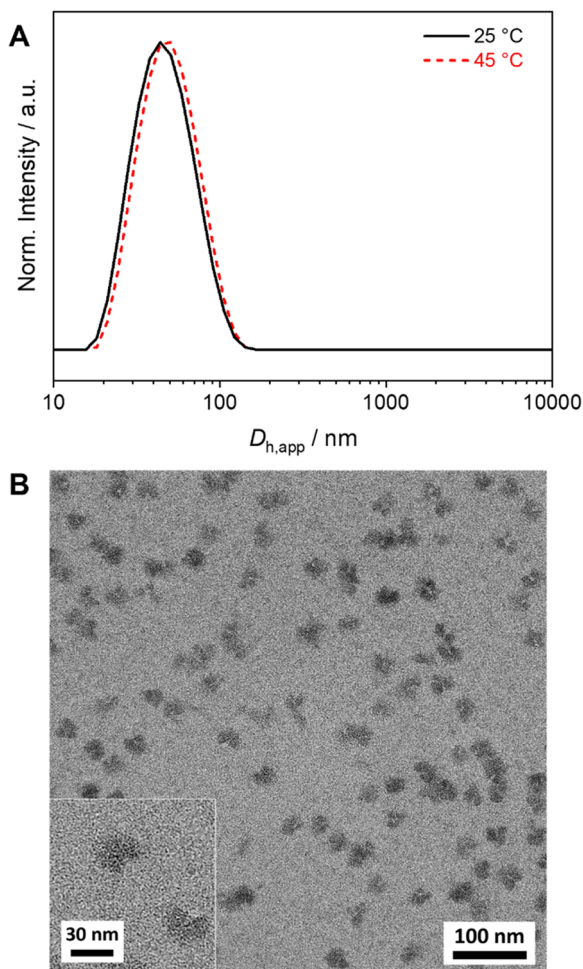 A
25 °C
45 °C
Norm. Intensity / a.u.
10 100 1000 10000
Dh,app / nm
B
30 nm
100 nm